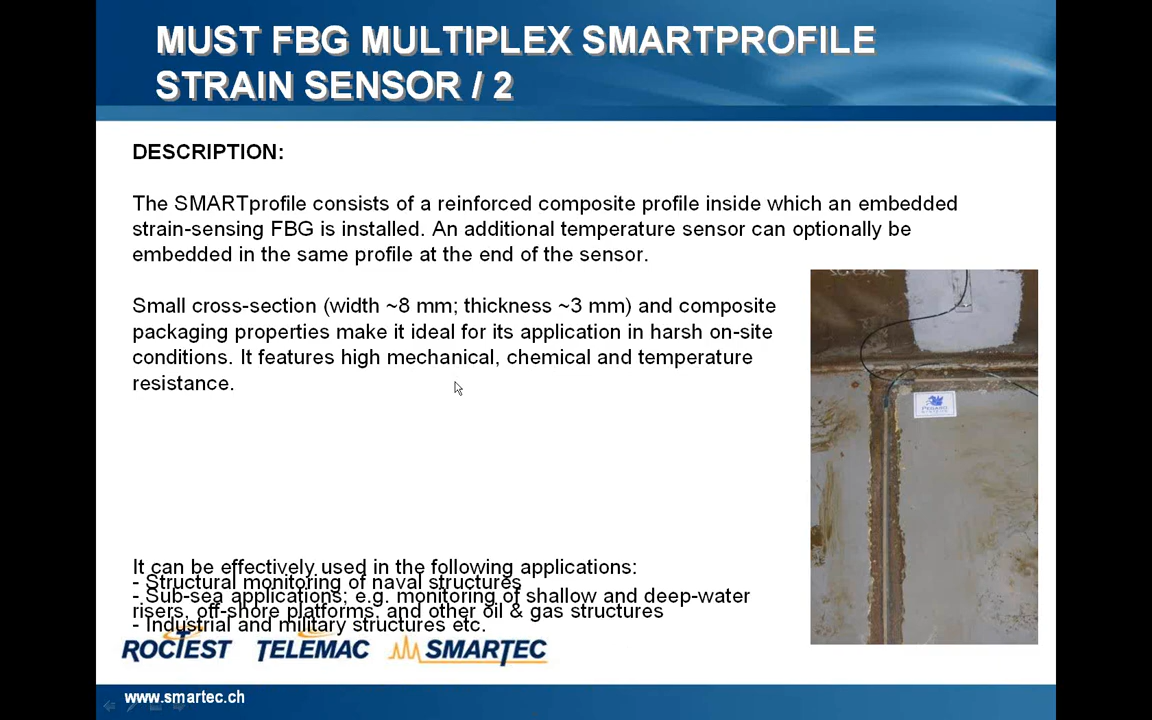 MUST FBG MULTIPLEX SMARTPROFILE
STRAIN SENSOR / 2
DESCRIPTION:
The SMARTprofile consists of a reinforced composite profile inside which an embedded
strain-sensing FBG is installed. An additional temperature sensor can optionally be
embedded in the same profile at the end of the sensor.
Small cross-section (width ~8 mm; thickness ~3 mm) and composite
packaging properties make it ideal for its application in harsh on-site
conditions. It features high mechanical, chemical and temperature
resistance.
It can be effectively used in the following applications:
- Structural monitoring of naval structures
- Sub-sea applications; e.g. monitoring of shallow and deep-water
risers, off-shore platforms, and other oil & gas structures
- Industrial and military structures etc.
ROCTEST TELEMAC SMARTEC
www.smartec.ch